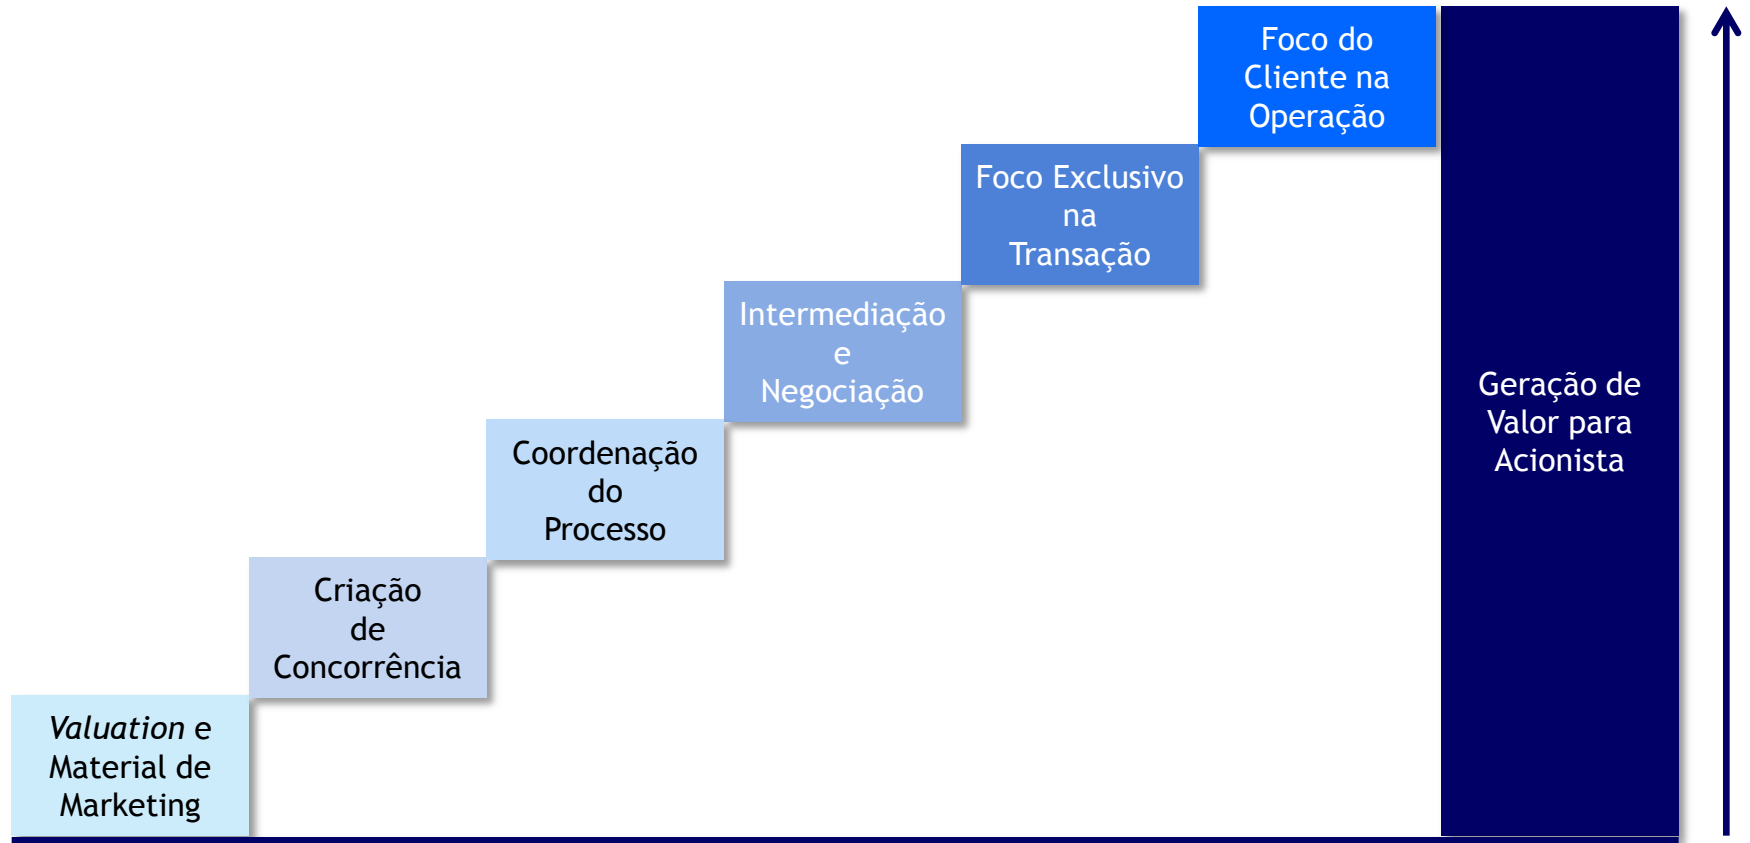 Foco do
Cliente na
Operação
Foco Exclusivo
na
Transação
Intermediação
e
Negociação
Geração de
Valor para
Acionista
Coordenação
do
Processo
Criação
de
Concorrência
Valuation e
Material de
Marketing